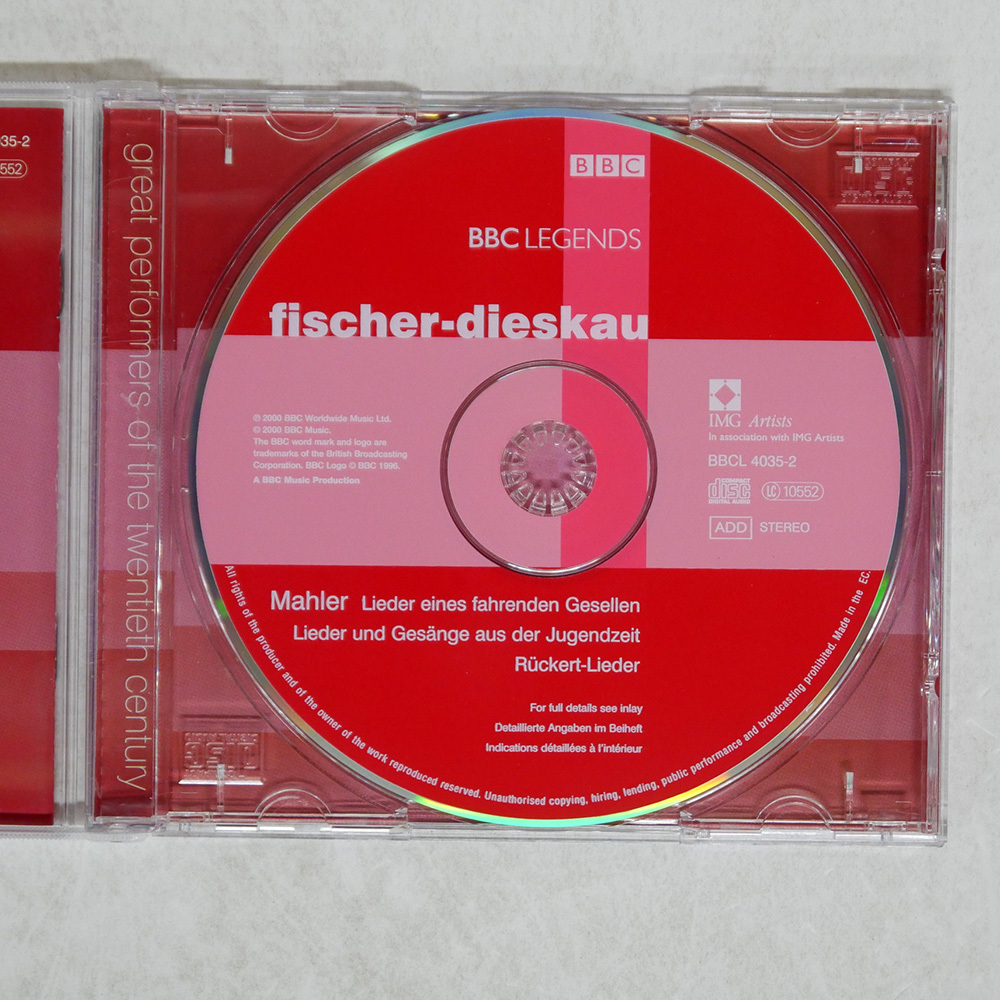 35-2
552
great performers of the twentieth century
BBC
BBC LEGENDS
fischer-dieskau
℗ 2000 BBC Worldwide Music Ltd.
© 2000 BBC Music.
The BBC word mark and logo are
trademarks of the British Broadcasting
Corporation. BBC Logo © BBC 1996.
A BBC Music Production
IMG Artists
In association with IMG Artists
BBCL 4035-2
COMPACT
disc
DIGITAL AUDIO
LC 10552
ADD STEREO
Mahler Lieder eines fahrenden Gesellen
Lieder und Gesänge aus der Jugendzeit
Rückert-Lieder
For full details see inlay
Detaillierte Angaben im Beiheft
Indications détaillées à l'intérieur
All rights of the producer and of the owner of the work reproduced reserved. Unauthorised copying, hiring, lending, public performance and broadcasting prohibited. Made in the EC.